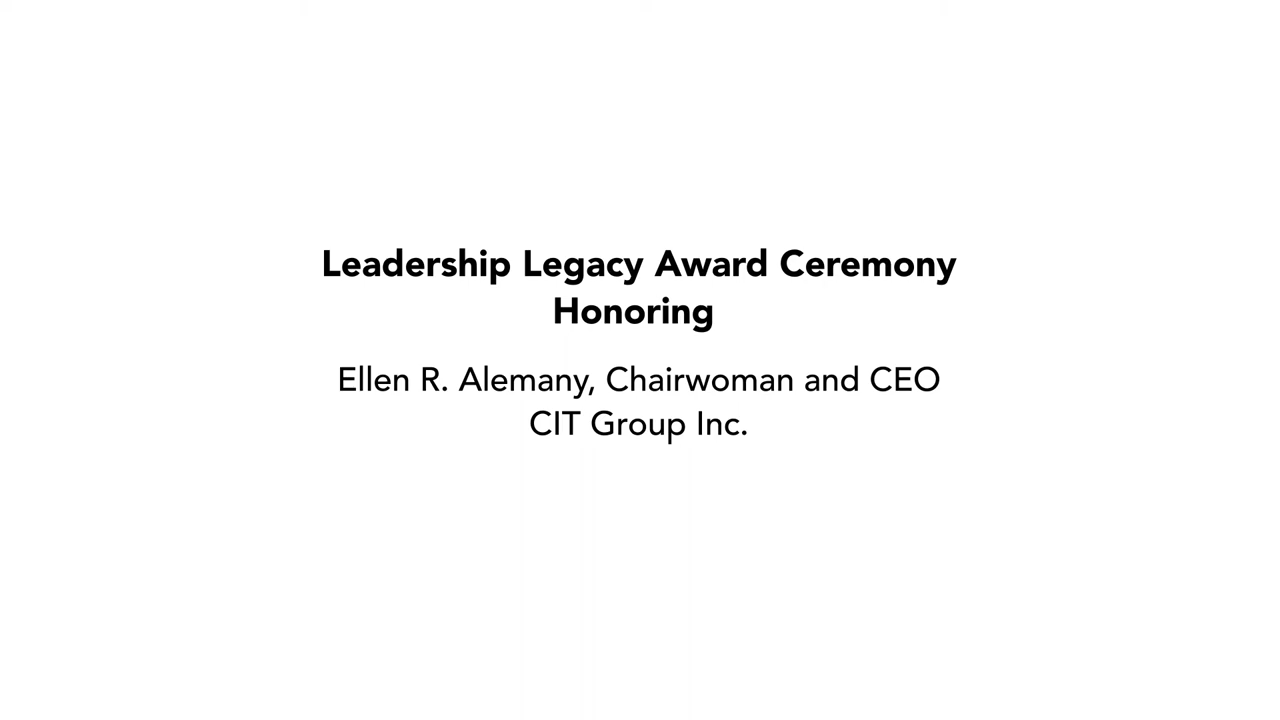 Leadership Legacy Award Ceremony
Honoring
Ellen R. Alemany, Chairwoman and CEO
CIT Group Inc.